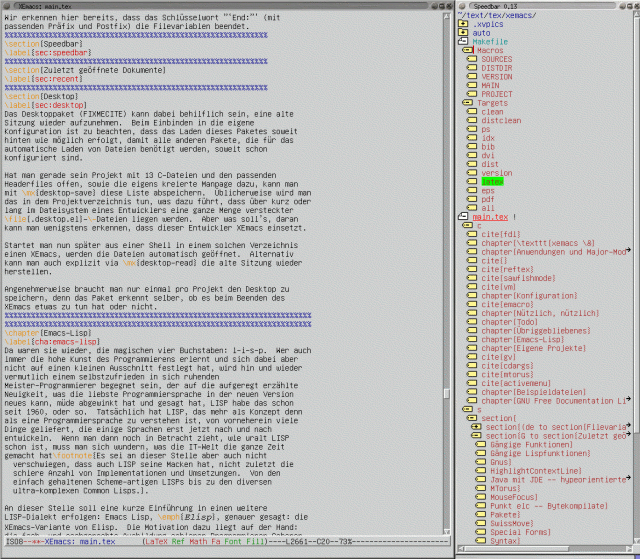 XEmacs: main.tex
Wir erkennen hier bereits, dass das Schlüsselwort "`End:"' (mit
passenden Präfix und Postfix) die Filevariablen beendet.
%%%%%%%%%%%%%%%%%%%%%%%%%%%%%%%%%%%%%%%%%%%%%%%%%%%%%%%%%%%%
\section{Speedbar}
\label{sec:speedbar}
%%%%%%%%%%%%%%%%%%%%%%%%%%%%%%%%%%%%%%%%%%%%%%%%%%%%%%%%%%%%
\section{Zuletzt geöffnete Dokumente}
\label{sec:recent}
%%%%%%%%%%%%%%%%%%%%%%%%%%%%%%%%%%%%%%%%%%%%%%%%%%%%%%%%%%%%
\section{Desktop}
\label{sec:desktop}
Das Desktoppaket (FIXMECITE) kann dabei behilflich sein, eine alte
Sitzung wieder aufzunehmen.  Beim Einbinden in die eigene
Konfiguration ist zu beachten, dass das Laden dieses Paketes soweit
hinten wie möglich erfolgt, damit alle anderen Pakete, die für das
automatische Laden von Dateien benötigt werden, soweit schon
konfiguriert sind.
Hat man gerade sein Projekt mit 13 C-Dateien und den passenden
Headerfiles offen, sowie die eigens kreierte Manpage dazu, kann man
mit \mx{desktop-save} diese Liste abspeichern.  Üblicherweise wird man
das in dem Projektverzeichnis tun, was dazu führt, dass über kurz oder
lang im Dateisystem eines Entwicklers eine ganze Menge versteckter
\file{.desktop.el}-\-Dateien liegen werden.  Aber was soll's, daran
kann man wenigstens erkennen, dass dieser Entwickler XEmacs einsetzt.
Startet man nun später aus einer Shell in einem solchen Verzeichnis
einen XEmacs, werden die Dateien automatisch geöffnet.  Alternativ
kann man auch explizit via \mx{desktop-read} die alte Sitzung wieder
herstellen.
Angenehmerweise braucht man nur einmal pro Projekt den Desktop zu
speichern, denn das Paket erkennt selber, ob es beim Beenden des
XEmacs etwas zu tun hat oder nicht.
%%%%%%%%%%%%%%%%%%%%%%%%%%%%%%%%%%%%%%%%%%%%%%%%%%%%%%%%%%%%%%%%%%%%%%
%%%%%%%%%%%%%%%%%%%%%%%%%%%%%%%%%%%%%%%%%%%%%%%%%%%%%%%%%%%%%%%%%%%%%%
\chapter{Emacs-Lisp}
\label{cha:emacs-lisp}
Da waren sie wieder, die magischen vier Buchstaben: l-i-s-p.  Wer auch
immer die hohe Kunst des Programmierens erlernt und sich dabei aber
nicht auf einen kleinen Ausschnitt festlegt hat, wird hin und wieder
vermutlich einem selbstzufrieden in sich ruhenden
Meister-Programmierer begegnet sein, der auf die aufgeregt erzählte
Neuigkeit, was die liebste Programmiersprache in der neuen Version
neues kann, müde abgewinkt hat und gesagt hat, LISP habe das schon
seit 1960, oder so.  Tatsächlich hat LISP, das mehr als Konzept denn
als eine Programmiersprache zu verstehen ist, von vorneherein viele
Dinge geliefert, die einige Sprachen erst jetzt nach und nach
entwickeln.  Wenn man dann noch in Betracht zieht, wie uralt LISP
schon ist, muss man sich wundern, was die IT-Welt die ganze Zeit
gemacht hat\footnote{Es sei an dieser Stelle aber auch nicht
verschwiegen, dass auch LISP seine Macken hat, nicht zuletzt die
schiere Anzahl von Implementationen und Umsetzungen.  Von den
einfach gehaltenen Scheme-artigen LISPs bis zu den diversen
ultra-komplexen Common Lisps.}.
An dieser Stelle soll eine kurze Einführung in einen weitere
LISP-Dialekt erfolgen: Emacs Lisp, \emph{Elisp}, genauer gesagt: die
XEmacs-Variante von Elisp.  Die Motivation dazu liegt auf der Hand:
ISO8--**-XEmacs: main.tex      (LaTeX Ref Math Fa Font Fill)----L2661--C20--73%
Speedbar 0.13
~/text/tex/xemacs/
.xvpics
auto
Makefile
Macros
SOURCES
DISTDIR
VERSION
MAIN
PROJECT
Targets
clean
distclean
ps
idx
bib
dvi
dist
version
latex
eps
pdf
all
main.tex !
c
cite{fdl}
chapter{\texttt{xemacs \&}
chapter{Anwendungen und Major-Mod
cite{}
cite{reftex}
cite{sawfishmode}
cite{vm}
chapter{Konfiguration}
cite{emacro}
chapter{Nützlich, nützlich}
chapter{Todo}
chapter{Übriggebliebenes}
chapter{Emacs-Lisp}
chapter{Eigene Projekte}
cite{gv}
cite{cdargs}
cite{mtorus}
cite{activemenu}
chapter{Beispieldateien}
chapter{GNU Free Documentation Li
s
section{
section{(de to section{Filevaria
section{G to section{Zuletzt geö
Gängige Funktionen}
Gängige Lispfunktionen}
Gnus}
HighlightContextLine}
Java mit JDE -- hypeorientierte
MTorus}
MouseFocus}
Punkt elc -- Bytecompilate}
Pakete}
SwissMove}
Special Forms}
Syntax}